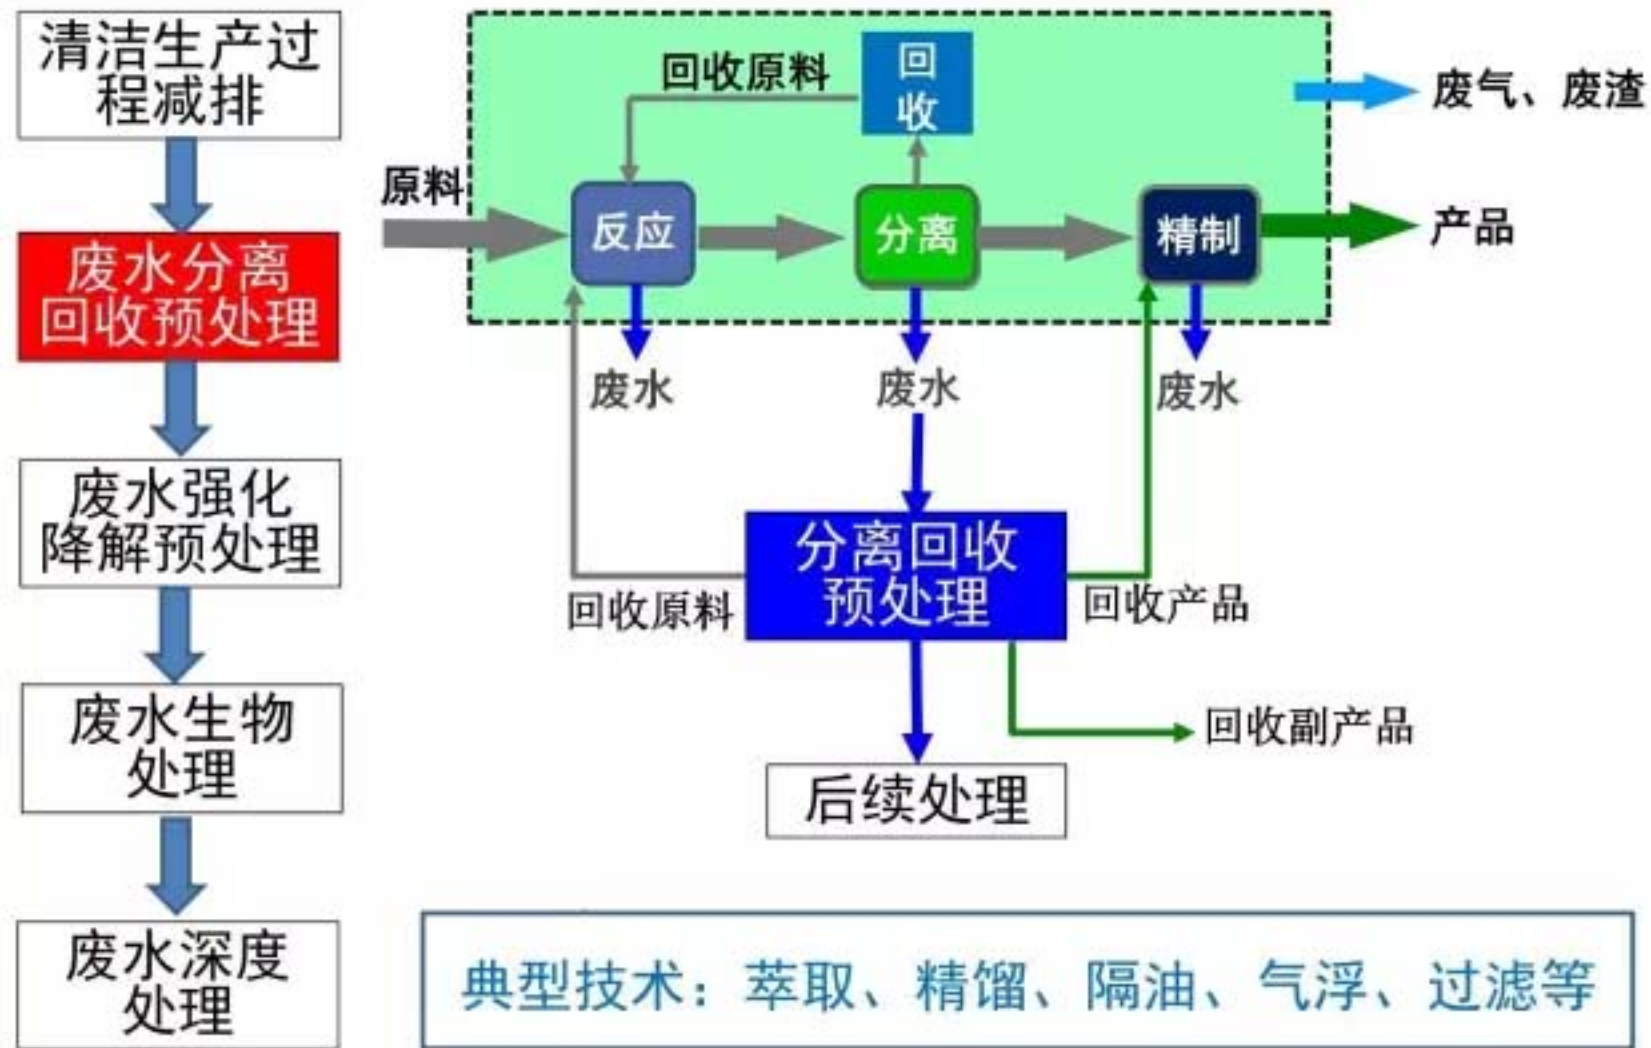 清洁生产过
程减排
废水分离
回收预处理
废水强化
降解预处理
废水生物
处理
废水深度
处理
回收原料
回
收
废气、废渣
原料
反应
分离
精制
产品
废水
废水
废水
分离回收
预处理
回收原料
回收产品
回收副产品
后续处理
典型技术：萃取、精馏、隔油、气浮、过滤等